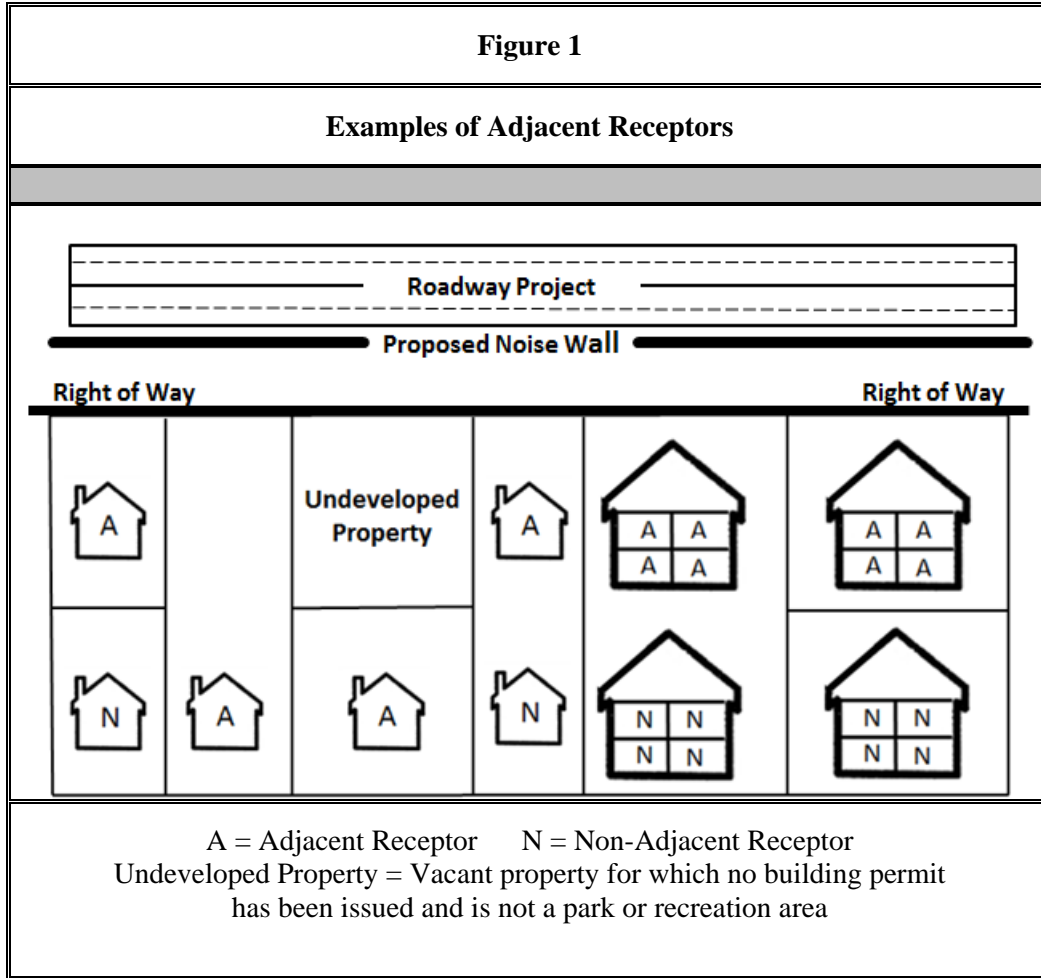 Figure 1
Examples of Adjacent Receptors
Roadway Project
Proposed Noise Wall
Right of Way Right of Way
Undeveloped
Property
A A A A A A
A A A A
N A A N N N N N
N N N N
A = Adjacent Receptor N = Non-Adjacent Receptor
Undeveloped Property = Vacant property for which no building permit
has been issued and is not a park or recreation area